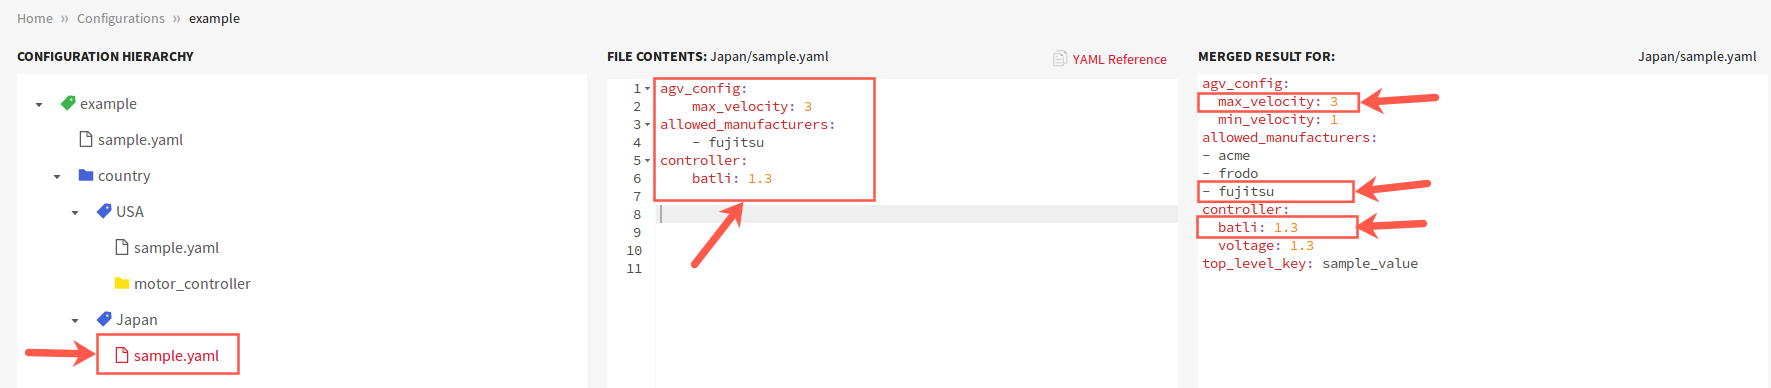 Home » Configurations » example
CONFIGURATION HIERARCHY
example
sample.yaml
country
USA
sample.yaml
motor_controller
Japan
sample.yaml
FILE CONTENTS: Japan/sample.yaml
YAML Reference
1 agv_config:
2 max_velocity: 3
3 allowed_manufacturers:
4 - fujitsu
5 controller:
6 batli: 1.3
7
8
9
10
11
MERGED RESULT FOR: Japan/sample.yaml
agv_config:
max_velocity: 3
min_velocity: 1
allowed_manufacturers:
- acme
- frodo
- fujitsu
controller:
batli: 1.3
voltage: 1.3
top_level_key: sample_value